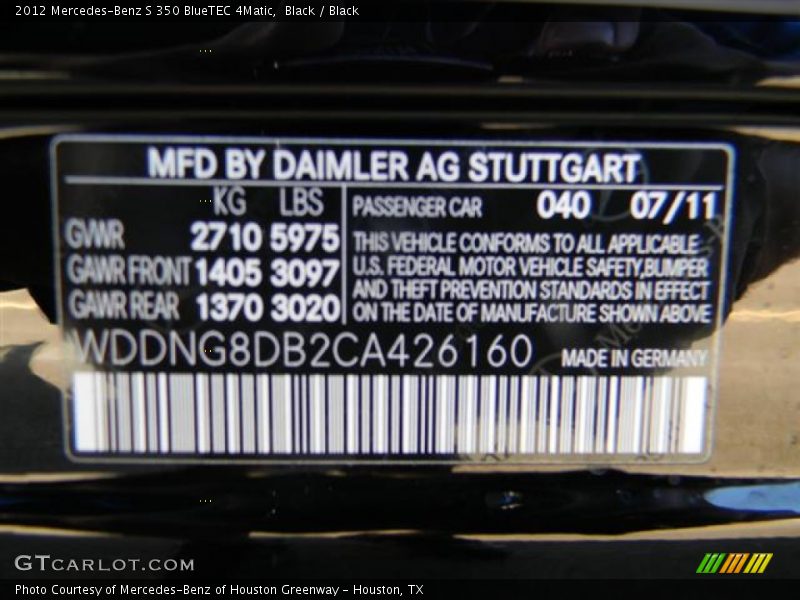 2012 Mercedes-Benz S 350 BlueTEC 4Matic,  Black / Black
MFD BY DAIMLER AG STUTTGART
KG LBS
GVWR 2710 5975
GAWR FRONT 1405 3097
GAWR REAR 1370 3020
PASSENGER CAR 040 07/11
THIS VEHICLE CONFORMS TO ALL APPLICABLE
U.S. FEDERAL MOTOR VEHICLE SAFETY,BUMPER
AND THEFT PREVENTION STANDARDS IN EFFECT
ON THE DATE OF MANUFACTURE SHOWN ABOVE
WDDNG8DB2CA426160 MADE IN GERMANY
GTCARLOT.COM
Photo Courtesy of Mercedes-Benz of Houston Greenway - Houston, TX